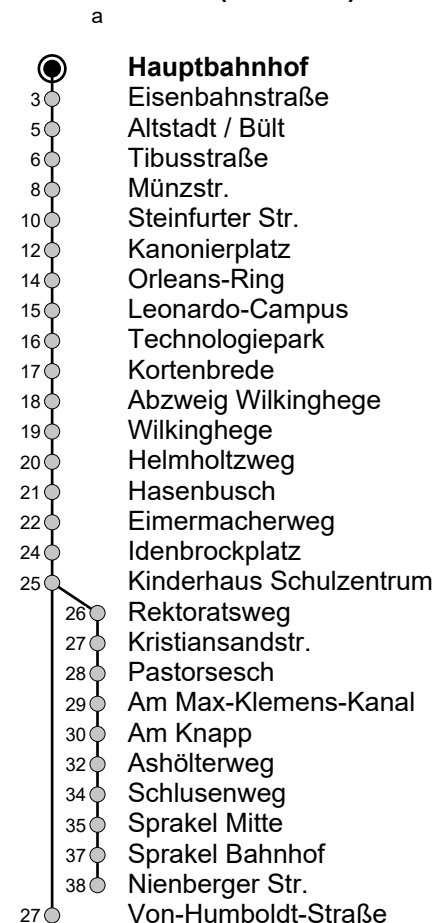 a
Hauptbahnhof
3 Eisenbahnstraße
5 Altstadt / Bült
6 Tibusstraße
8 Münzstr.
10 Steinfurter Str.
12 Kanonierplatz
14 Orleans-Ring
15 Leonardo-Campus
16 Technologiepark
17 Kortenbrede
18 Abzweig Wilkinghege
19 Wilkinghege
20 Helmholtzweg
21 Hasenbusch
22 Eimermacherweg
24 Idenbrockplatz
25 Kinderhaus Schulzentrum
26 Rektoratsweg
27 Kristiansandstr.
28 Pastorsesch
29 Am Max-Klemens-Kanal
30 Am Knapp
32 Ashölterweg
34 Schlusenweg
35 Sprakel Mitte
37 Sprakel Bahnhof
38 Nienberger Str.
27 Von-Humboldt-Straße